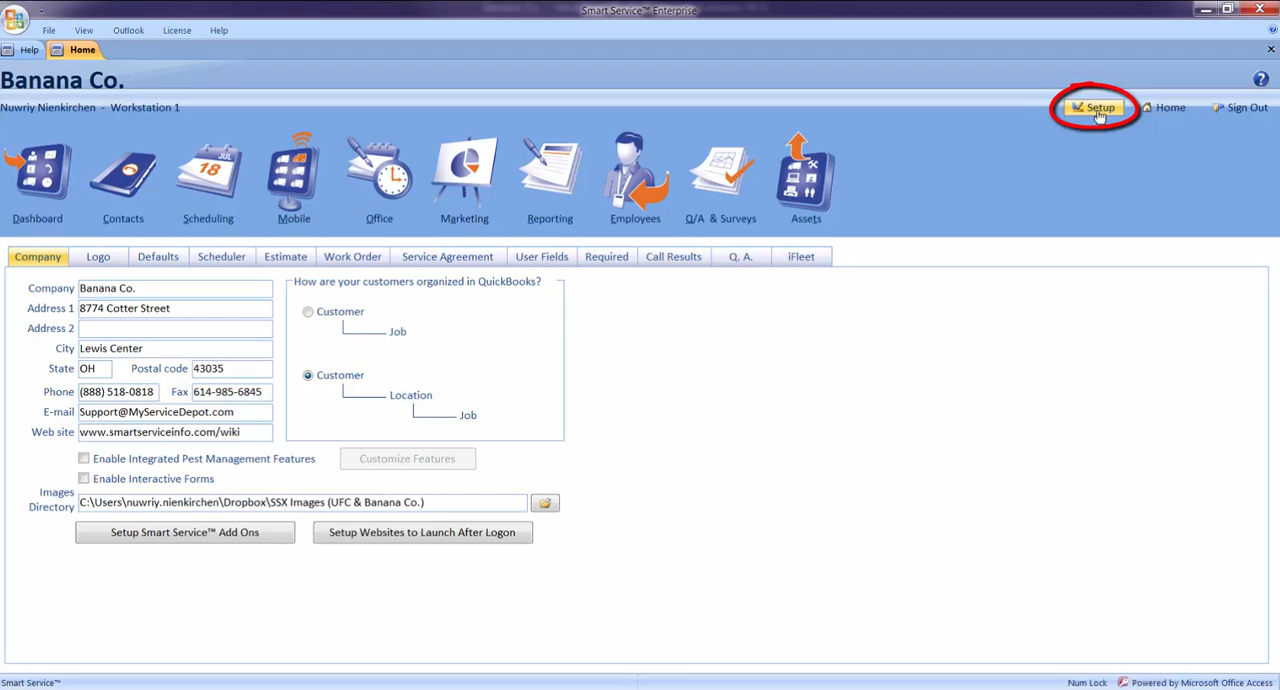 Smart Service™ Enterprise
File View Outlook License Help
Help Home
Banana Co.
Nuwriy Nienkirchen - Workstation 1
Setup Home Sign Out
JUL
18
Dashboard Contacts Scheduling Mobile Office Marketing Reporting Employees Q/A & Surveys Assets
Company Logo Defaults Scheduler Estimate Work Order Service Agreement User Fields Required Call Results Q. A. iFleet
Company Banana Co.
Address 1 8774 Cotter Street
Address 2
City Lewis Center
State OH Postal code 43035
Phone (888) 518-0818 Fax 614-985-6845
E-mail Support@MyServiceDepot.com
Web site www.smartserviceinfo.com/wiki
How are your customers organized in QuickBooks?
Customer
Job
Customer
Location
Job
Enable Integrated Pest Management Features Customize Features
Enable Interactive Forms
Images
Directory C:\Users\nuwriy.nienkirchen\Dropbox\SSX Images (UFC & Banana Co.)
Setup Smart Service™ Add Ons Setup Websites to Launch After Logon
Smart Service™ Num Lock Powered by Microsoft Office Access